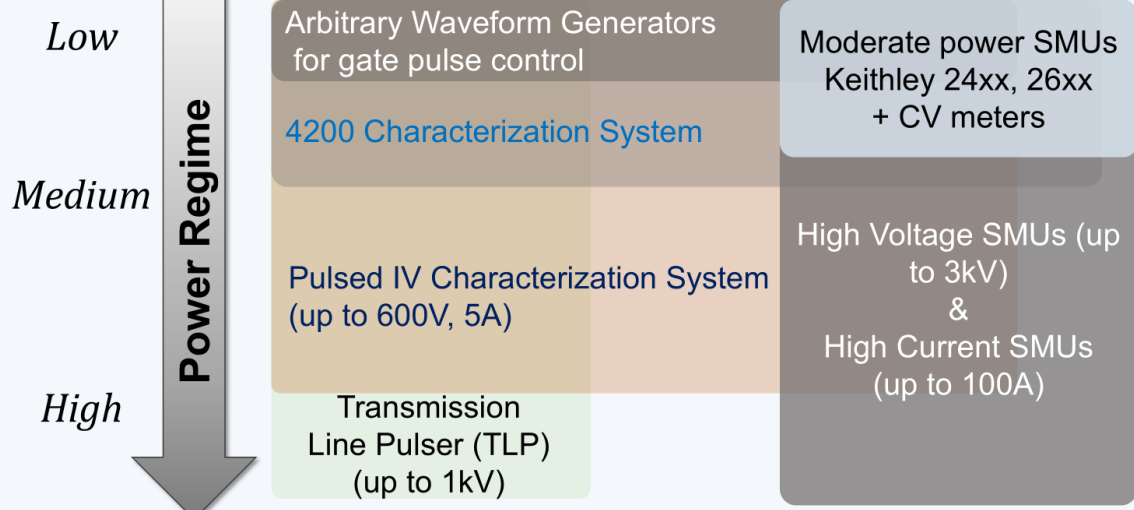 Low
Medium
High
Power Regime
Arbitrary Waveform Generators
for gate pulse control
4200 Characterization System
Pulsed IV Characterization System
(up to 600V, 5A)
Transmission
Line Pulser (TLP)
(up to 1kV)
Moderate power SMUs
Keithley 24xx, 26xx
+ CV meters
High Voltage SMUs (up
to 3kV)
&
High Current SMUs
(up to 100A)